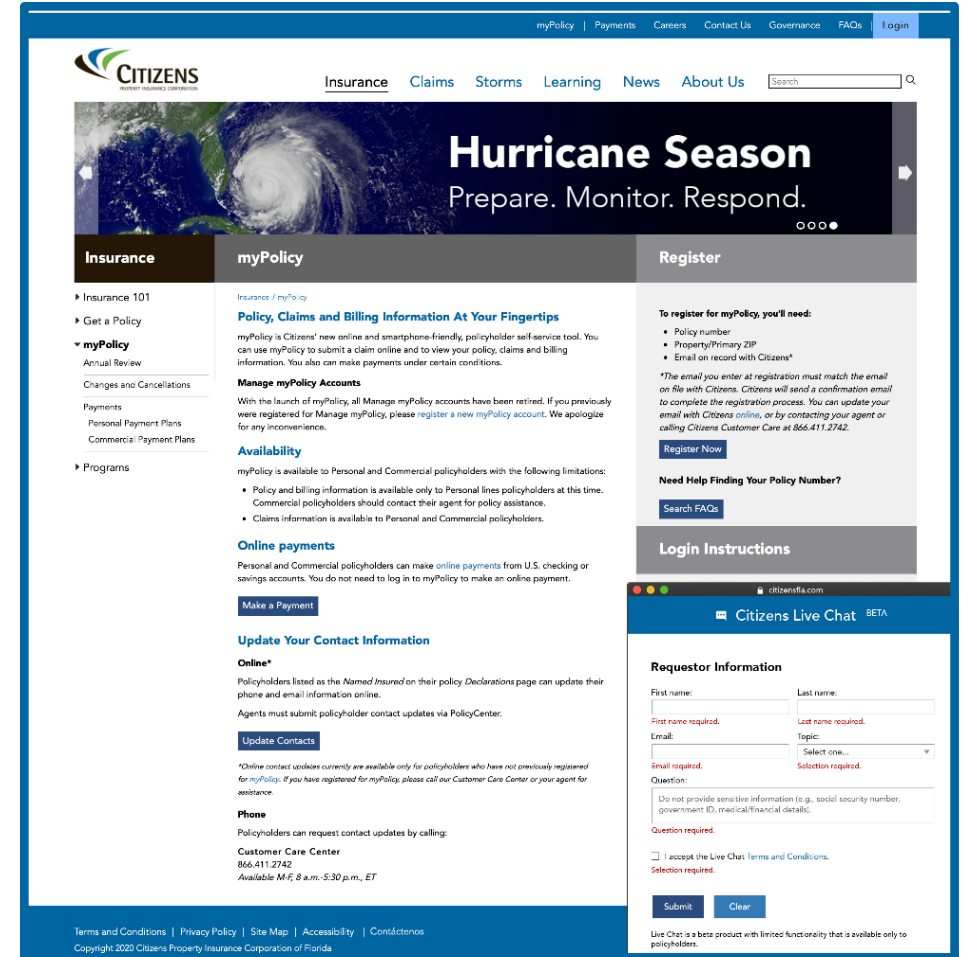 myPolicy | Payments Careers Contact Us Governance FAQs | Login
CITIZENS
PROPERTY INSURANCE CORPORATION
Insurance Claims Storms Learning News About Us Search
Hurricane Season
Prepare. Monitor. Respond.
Insurance
Insurance 101
Get a Policy
myPolicy
Annual Review
Changes and Cancellations
Payments
Personal Payment Plans
Commercial Payment Plans
Programs
myPolicy
Insurance / myPolicy
Policy, Claims and Billing Information At Your Fingertips
myPolicy is Citizens' new online and smartphone-friendly, policyholder self-service tool. You
can use myPolicy to submit a claim online and to view your policy, claims and billing
information. You also can make payments under certain conditions.
Manage myPolicy Accounts
With the launch of myPolicy, all Manage myPolicy accounts have been retired. If you previously
were registered for Manage myPolicy, please register a new myPolicy account. We apologize
for any inconvenience.
Availability
myPolicy is available to Personal and Commercial policyholders with the following limitations:
• Policy and billing information is available only to Personal lines policyholders at this time.
Commercial policyholders should contact their agent for policy assistance.
• Claims information is available to Personal and Commercial policyholders.
Online payments
Personal and Commercial policyholders can make online payments from U.S. checking or
savings accounts. You do not need to log in to myPolicy to make an online payment.
Make a Payment
Update Your Contact Information
Online*
Policyholders listed as the Named Insured on their policy Declarations page can update their
phone and email information online.
Agents must submit policyholder contact updates via PolicyCenter.
Update Contacts
*Online contact updates currently are available only for policyholders who have not previously registered
for myPolicy. If you have registered for myPolicy, please call our Customer Care Center or your agent for
assistance.
Phone
Policyholders can request contact updates by calling:
Customer Care Center
866.411.2742
Available M-F, 8 a.m.-5:30 p.m., ET
Register
To register for myPolicy, you'll need:
• Policy number
• Property/Primary ZIP
• Email on record with Citizens*
*The email you enter at registration must match the email
on file with Citizens. Citizens will send a confirmation email
to complete the registration process. You can update your
email with Citizens online, or by contacting your agent or
calling Citizens Customer Care at 866.411.2742.
Register Now
Need Help Finding Your Policy Number?
Search FAQs
Login Instructions
citizensfla.com
Citizens Live Chat BETA
Requestor Information
First name: Last name:
First name required. Last name required.
Email: Topic:
Select one...
Email required. Selection required.
Question:
Do not provide sensitive information (e.g., social security number,
government ID, medical/financial details).
Question required.
I accept the Live Chat Terms and Conditions.
Selection required.
Submit Clear
Live Chat is a beta product with limited functionality that is available only to
policyholders.
Terms and Conditions | Privacy Policy | Site Map | Accessibility | Contáctenos
Copyright 2020 Citizens Property Insurance Corporation of Florida